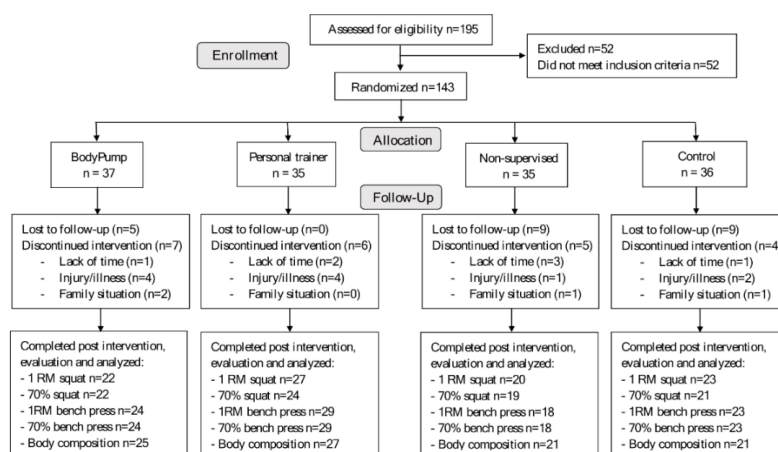 Assessed for eligibility n=195
Enrollment
Excluded n=52
Did not meet inclusion criteria n=52
Randomized n=143
Allocation
BodyPump
n = 37
Personal trainer
n = 35
Non-supervised
n = 35
Control
n = 36
Follow-Up
Lost to follow-up (n=5)
Discontinued intervention (n=7)
- Lack of time (n=1)
- Injury/illness (n=4)
- Family situation (n=2)
Lost to follow-up (n=0)
Discontinued intervention (n=6)
- Lack of time (n=2)
- Injury/illness (n=4)
- Family situation (n=0)
Lost to follow-up (n=9)
Discontinued intervention (n=5)
- Lack of time (n=3)
- Injury/illness (n=1)
- Family situation (n=1)
Lost to follow-up (n=9)
Discontinued intervention (n=4
- Lack of time (n=1)
- Injury/illness (n=2)
- Family situation (n=1)
Completed post intervention,
evaluation and analyzed:
- 1 RM squat n=22
- 70% squat n=22
- 1RM bench press n=24
- 70% bench press n=24
- Body composition n=25
Completed post intervention,
evaluation and analyzed:
- 1 RM squat n=27
- 70% squat n=24
- 1RM bench press n=29
- 70% bench press n=29
- Body composition n=27
Completed post intervention,
evaluation and analyzed:
- 1 RM squat n=20
- 70% squat n=19
- 1RM bench press n=18
- 70% bench press n=18
- Body composition n=21
Completed post intervention,
evaluation and analyzed:
- 1 RM squat n=23
- 70% squat n=21
- 1RM bench press n=23
- 70% bench press n=23
- Body composition n=21